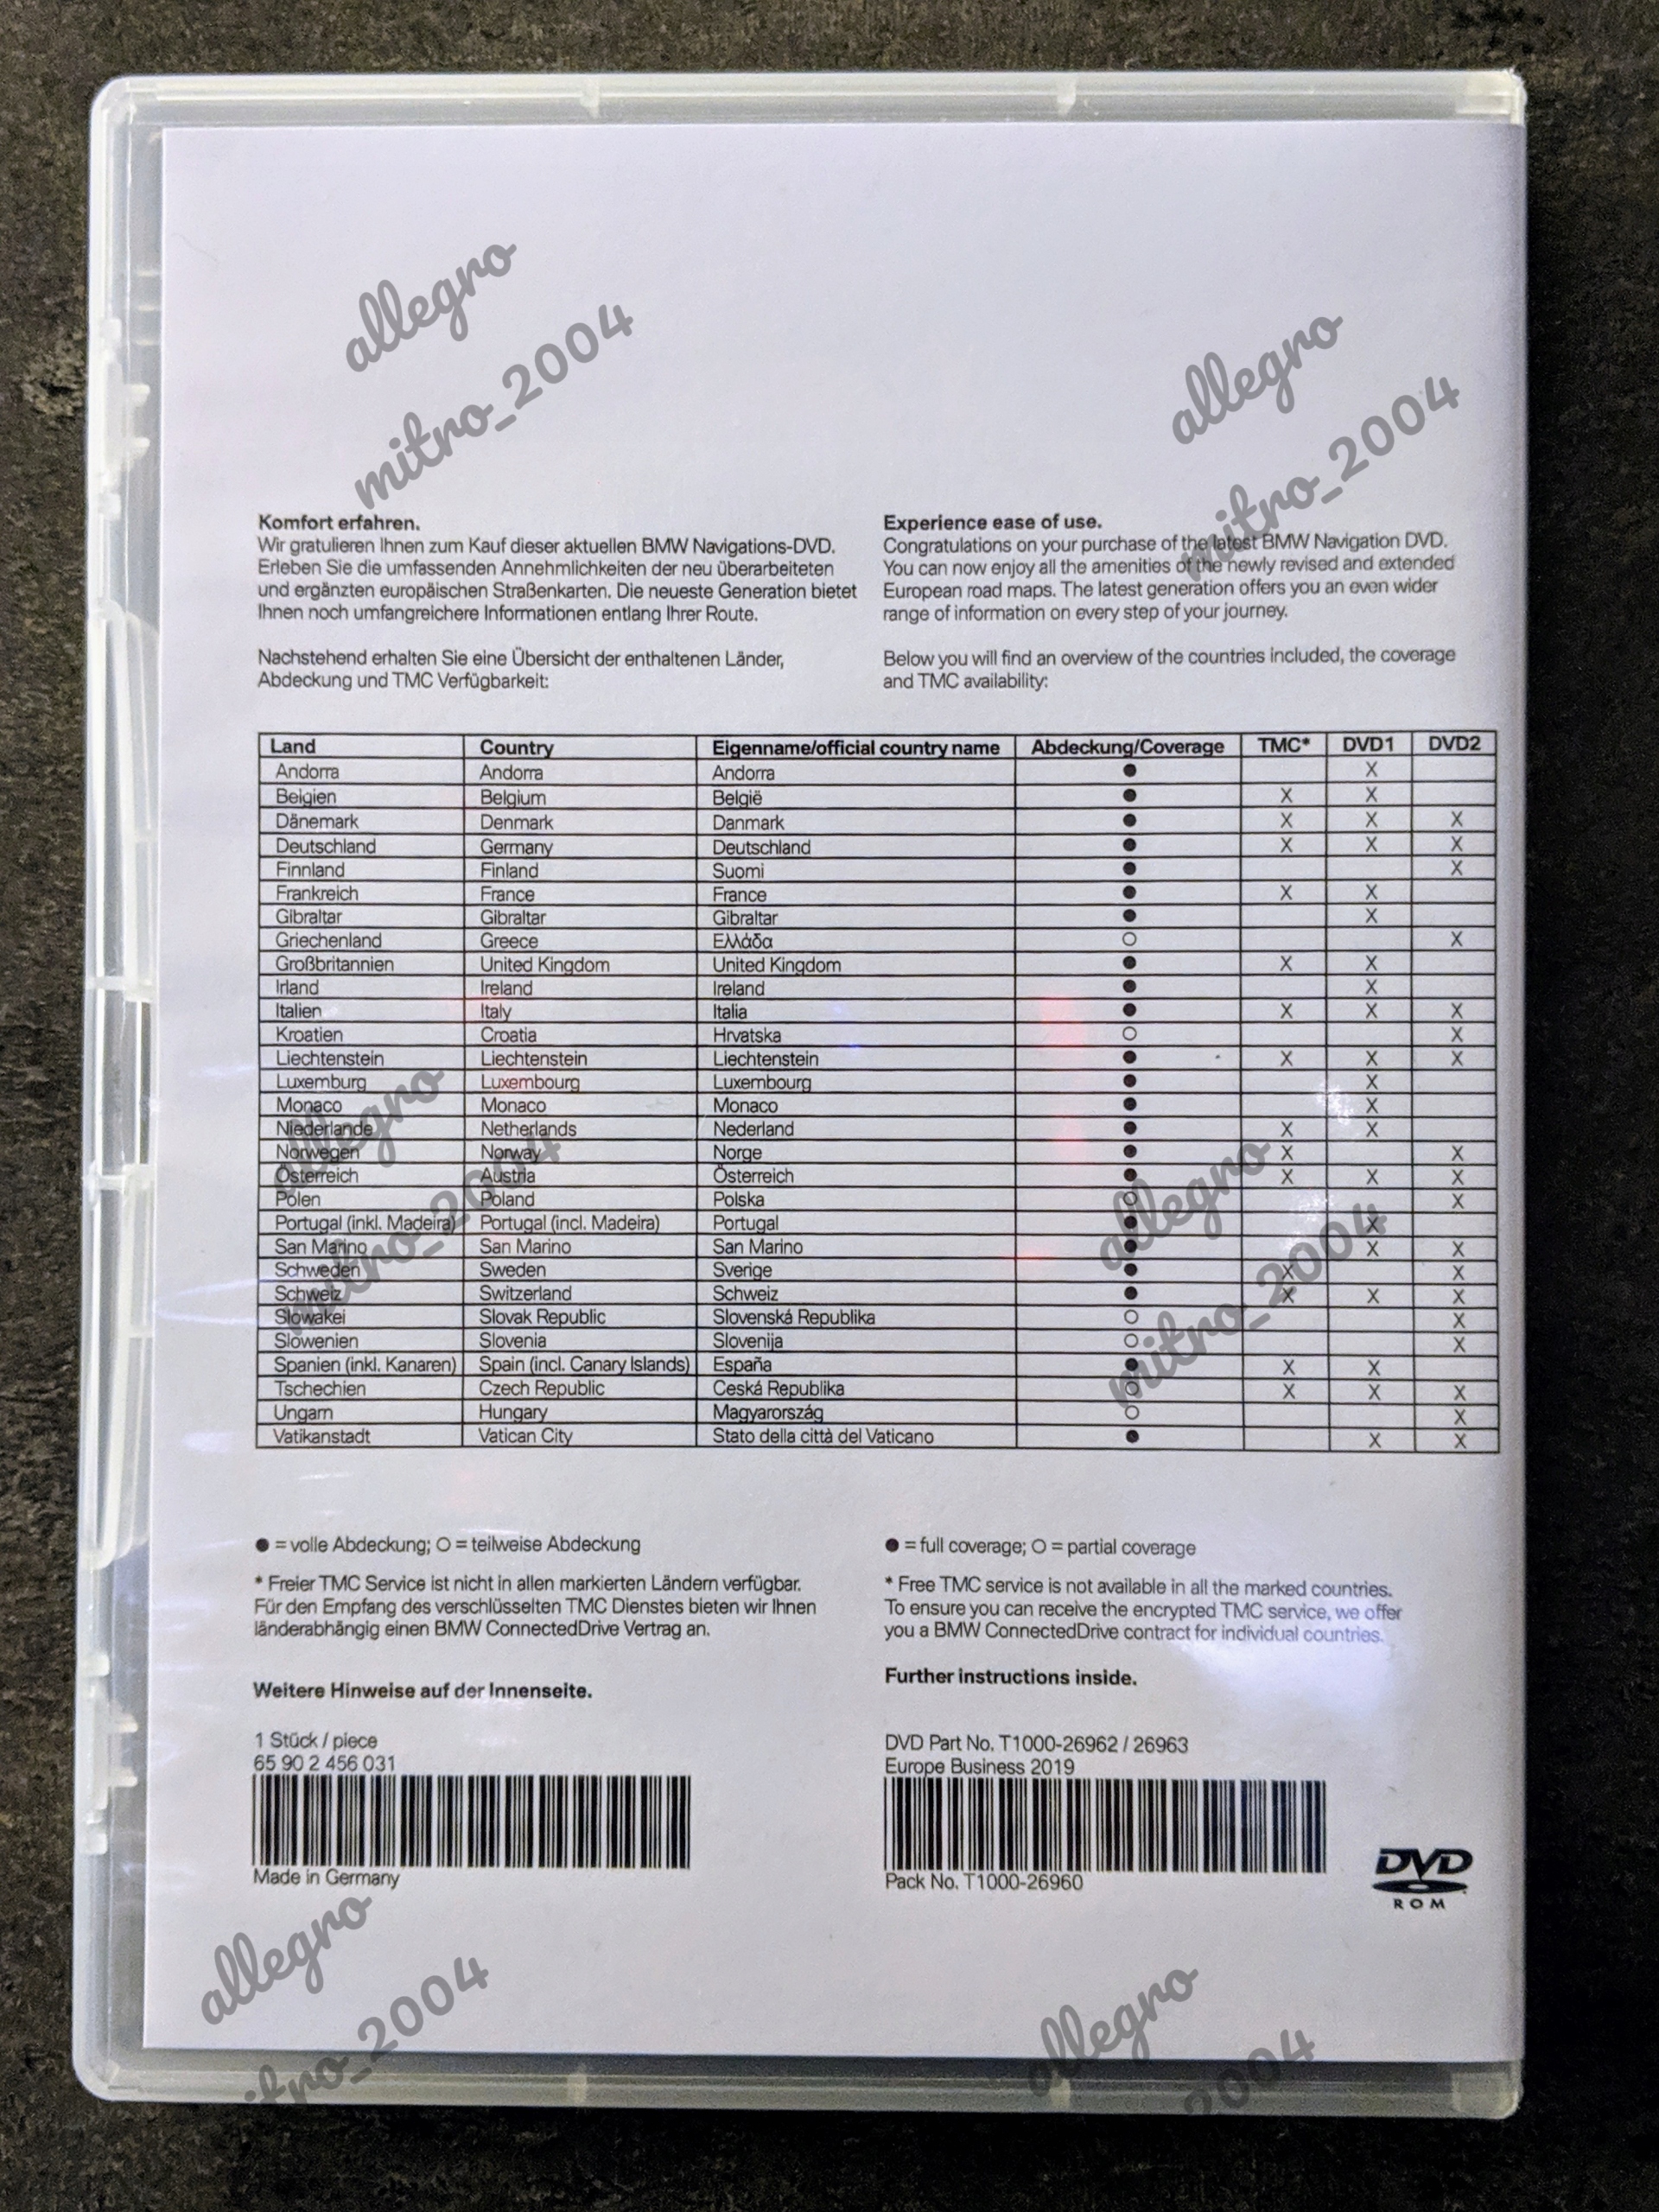 allegro
mitro_2004
allegro
mitro_2004
Komfort erfahren.
Wir gratulieren Ihnen zum Kauf dieser aktuellen BMW Navigations-DVD.
Erleben Sie die umfassenden Annehmlichkeiten der neu überarbeiteten
und ergänzten europäischen Straßenkarten. Die neueste Generation bietet
Ihnen noch umfangreichere Informationen entlang Ihrer Route.
Nachstehend erhalten Sie eine Übersicht der enthaltenen Länder,
Abdeckung und TMC Verfügbarkeit:
Experience ease of use.
Congratulations on your purchase of the latest BMW Navigation DVD.
You can now enjoy all the amenities of the newly revised and extended
European road maps. The latest generation offers you an even wider
range of information on every step of your journey.
Below you will find an overview of the countries included, the coverage
and TMC availability:
Land Country Eigenname/official country name Abdeckung/Coverage TMC* DVD1 DVD2
Andorra Andorra Andorra ● X
Belgien Belgium België ● X X
Dänemark Denmark Danmark ● X X X
Deutschland Germany Deutschland ● X X X
Finnland Finland Suomi ● X
Frankreich France France ● X X
Gibraltar Gibraltar Gibraltar ● X
Griechenland Greece Ελλάδα ○ X
Großbritannien United Kingdom United Kingdom ● X X
Irland Ireland Ireland ● X
Italien Italy Italia ● X X X
Kroatien Croatia Hrvatska ○ X
Liechtenstein Liechtenstein Liechtenstein ● X X X
Luxemburg Luxembourg Luxembourg ● X
Monaco Monaco Monaco ● X
Niederlande Netherlands Nederland ● X X
Norwegen Norway Norge ● X X
Österreich Austria Österreich ● X X X
Polen Poland Polska ○ X
Portugal (inkl. Madeira) Portugal (incl. Madeira) Portugal ● X
San Marino San Marino San Marino ● X X
Schweden Sweden Sverige ● X X
Schweiz Switzerland Schweiz ● X X X
Slowakei Slovak Republic Slovenská Republika ○ X
Slowenien Slovenia Slovenija ○ X
Spanien (inkl. Kanaren) Spain (incl. Canary Islands) España ● X X
Tschechien Czech Republic Ceská Republika ○ X X X
Ungarn Hungary Magyarország ○ X
Vatikanstadt Vatican City Stato della città del Vaticano ● X X
allegro
mitro_2004
allegro
mitro_2004
● = volle Abdeckung; ○ = teilweise Abdeckung
* Freier TMC Service ist nicht in allen markierten Ländern verfügbar.
Für den Empfang des verschlüsselten TMC Dienstes bieten wir Ihnen
länderabhängig einen BMW ConnectedDrive Vertrag an.
Weitere Hinweise auf der Innenseite.
● = full coverage; ○ = partial coverage
* Free TMC service is not available in all the marked countries.
To ensure you can receive the encrypted TMC service, we offer
you a BMW ConnectedDrive contract for individual countries.
Further instructions inside.
1 Stück / piece
65 90 2 456 031
Made in Germany
DVD Part No. T1000-26962 / 26963
Europe Business 2019
Pack No. T1000-26960
DVD
ROM
allegro
itro_2004
allegro
2004